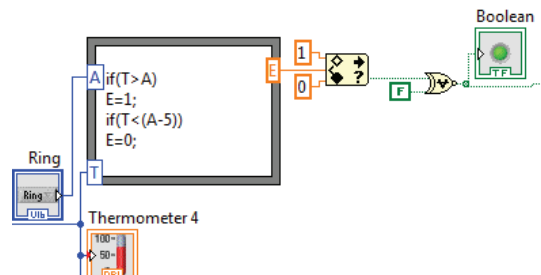 Boolean
TF
1
A
E
?
if(T>A)
E=1;
0
F
if(T<(A-5))
E=0;
Ring
T
Ring
U16
Thermometer 4
100
50
DBL